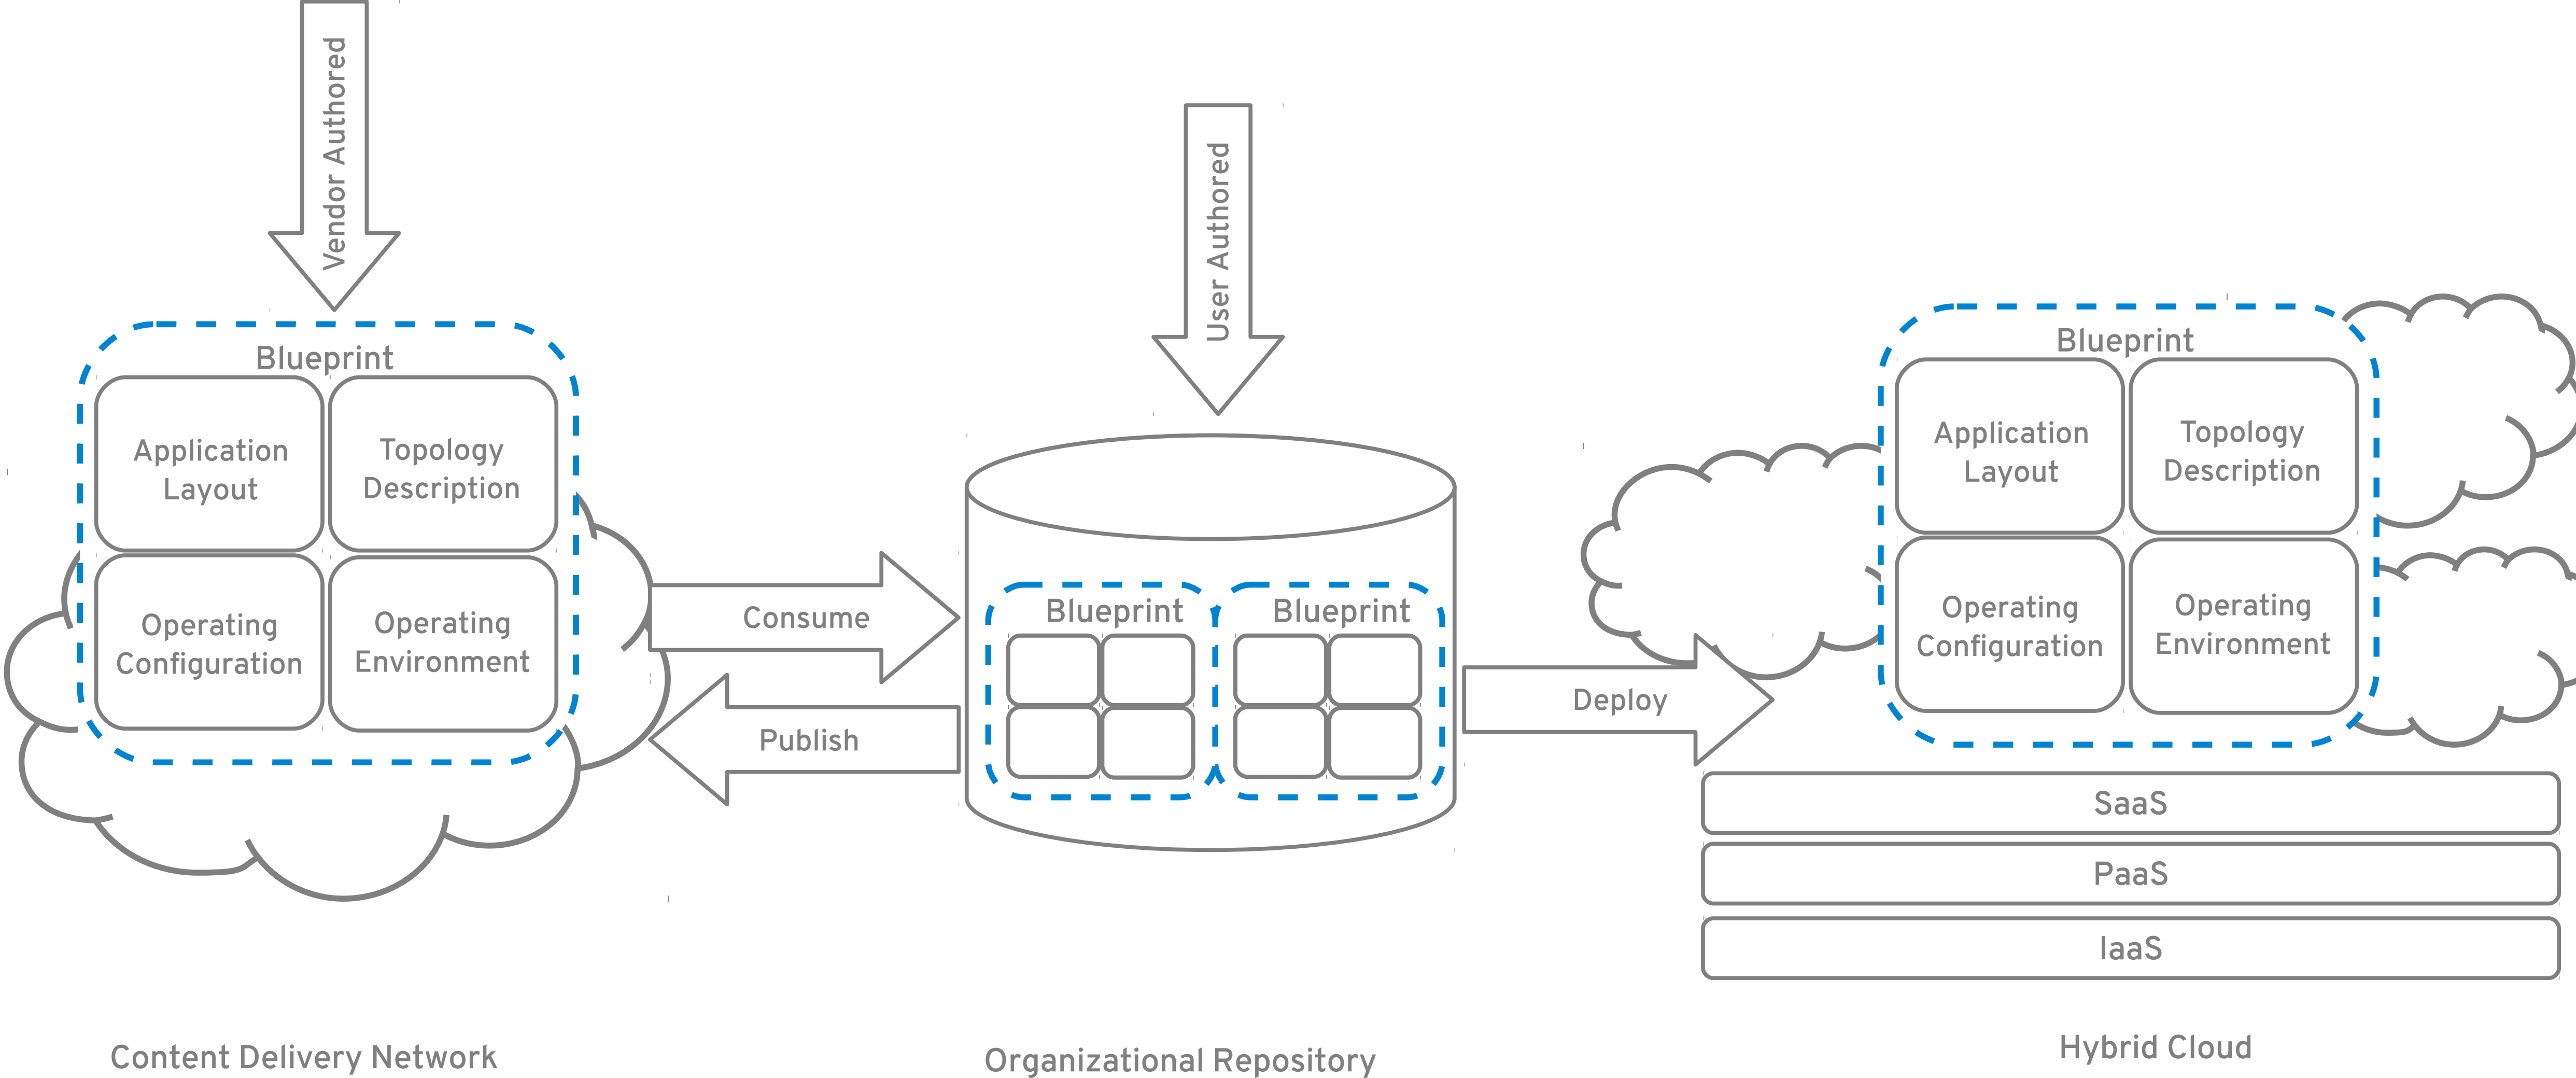 Vendor Authored
Blueprint
Application
Layout
Topology
Description
Operating
Configuration
Operating
Environment
Consume
Publish
User Authored
Blueprint
Blueprint
Deploy
Blueprint
Application
Layout
Topology
Description
Operating
Configuration
Operating
Environment
SaaS
PaaS
IaaS
Content Delivery Network
Organizational Repository
Hybrid Cloud